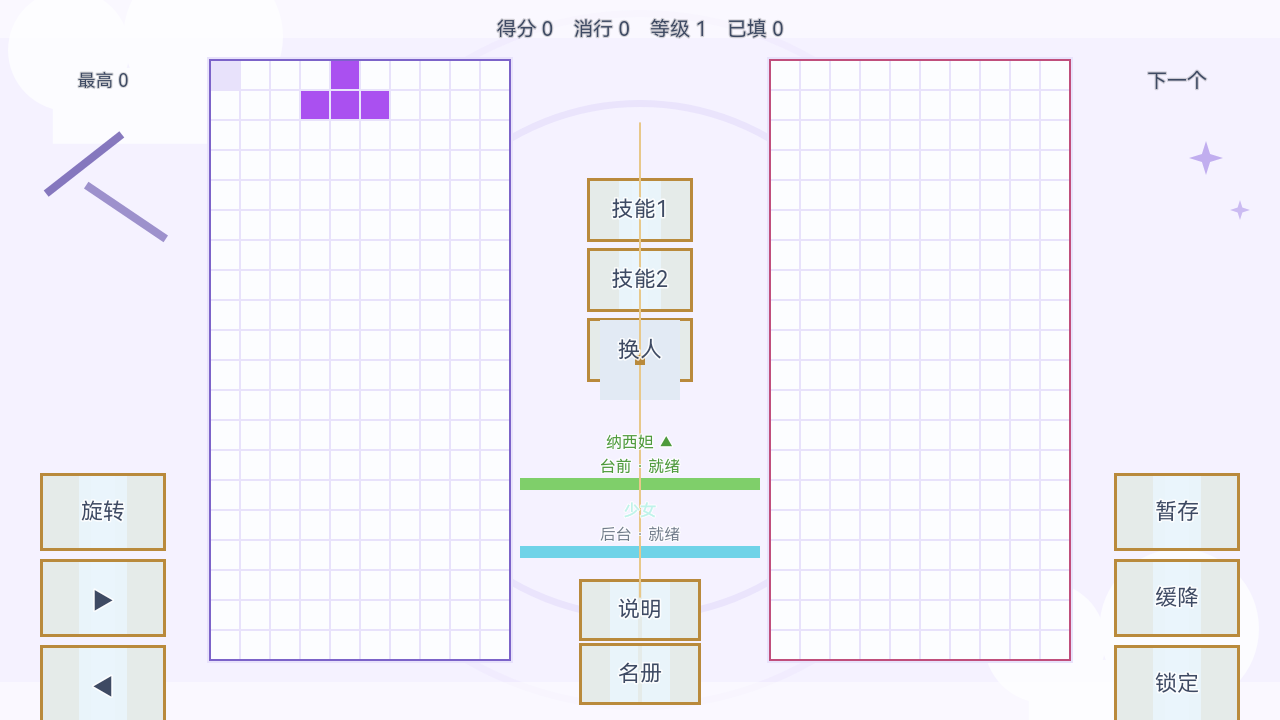 得分 0 消行 0 等级 1 已填 0
最高 0
下一个
技能1
技能2
换人
纳西妲 ▲
台前 · 就绪
少女
后台 · 就绪
旋转
▶
◀
说明
名册
暂存
缓降
锁定